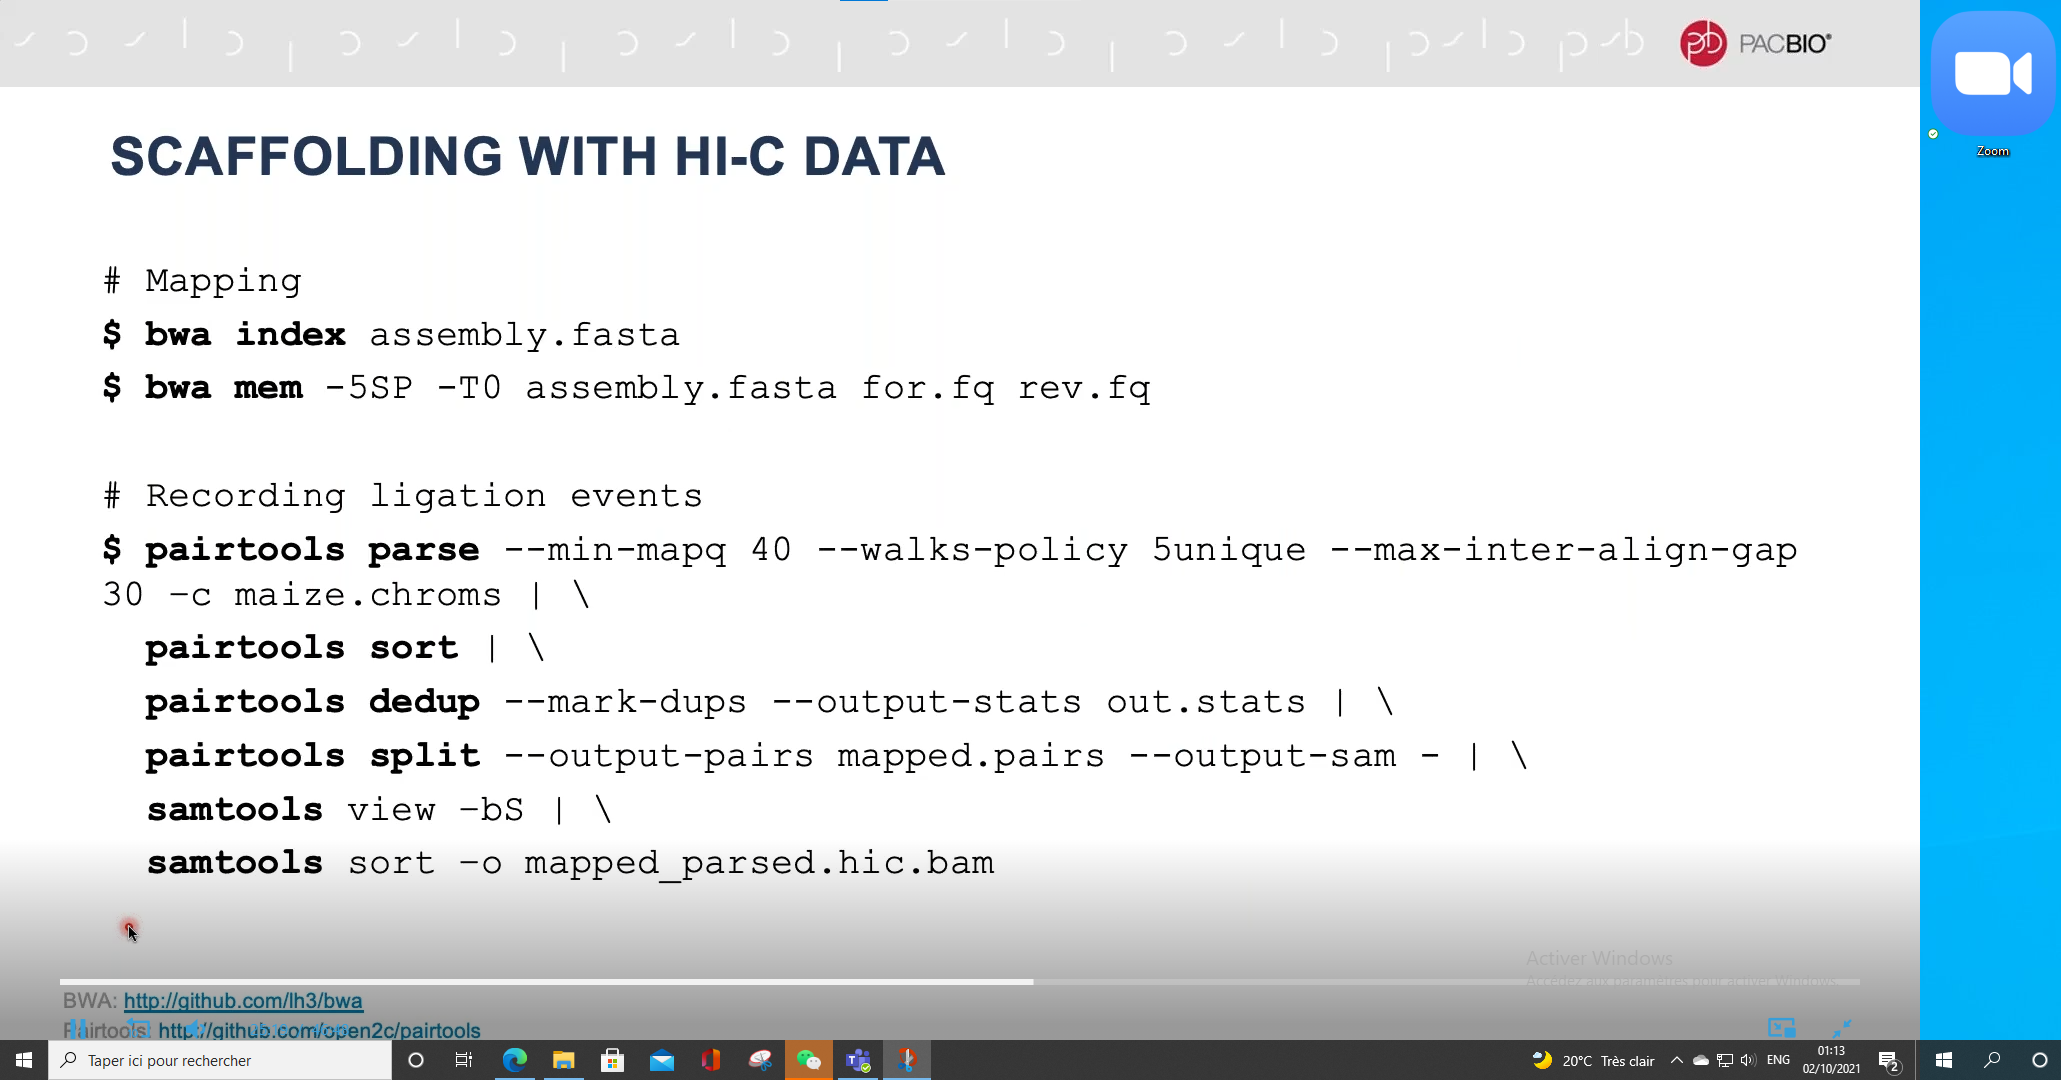 PACBIO®
Zoom
SCAFFOLDING WITH HI-C DATA
# Mapping
$ bwa index assembly.fasta
$ bwa mem -5SP -T0 assembly.fasta for.fq rev.fq
# Recording ligation events
$ pairtools parse --min-mapq 40 --walks-policy 5unique --max-inter-align-gap
30 –c maize.chroms | \
pairtools sort | \
pairtools dedup --mark-dups --output-stats out.stats | \
pairtools split --output-pairs mapped.pairs --output-sam - | \
samtools view –bS | \
samtools sort –o mapped_parsed.hic.bam
Activer Windows
Accédez aux paramètres pour activer Windows.
BWA: http://github.com/lh3/bwa
Pairtools: http://github.com/open2c/pairtools
Taper ici pour rechercher
20°C Très clair
ENG
01:13
02/10/2021
2